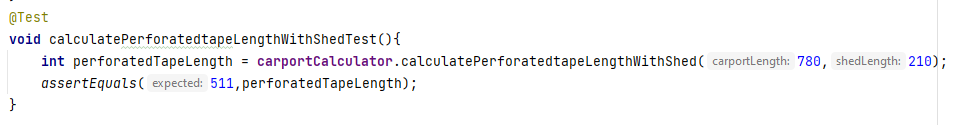 @Test
void calculatePerforatedtapeLengthWithShedTest(){
int perforatedTapeLength = carportCalculator.calculatePerforatedtapeLengthWithShed( carportLength: 780, shedLength: 210);
assertEquals( expected: 511,perforatedTapeLength);
}